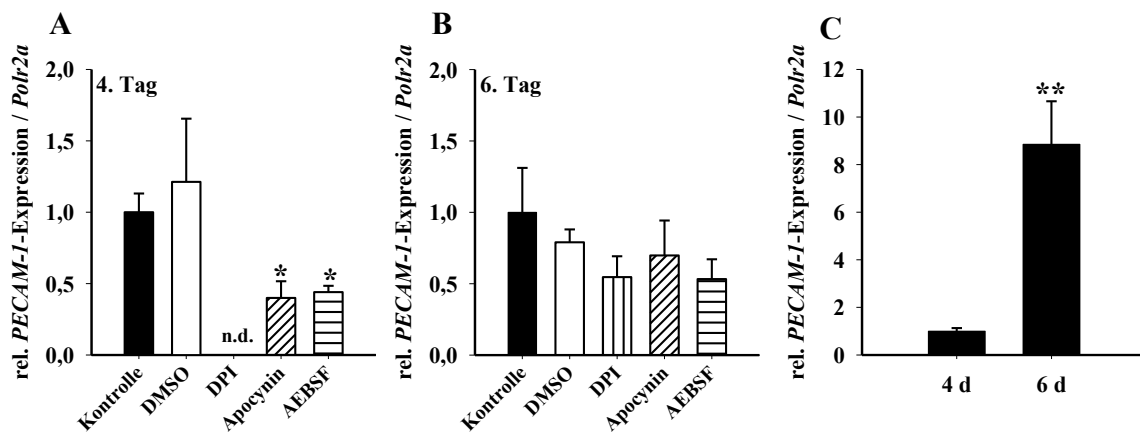 A
rel. PECAM-1-Expression / Polr2a
2,0
1,5
1,0
0,5
0,0
4. Tag
n.d.
*
*
Kontrolle
DMSO
DPI
Apocynin
AEBSF
B
rel. PECAM-1-Expression / Polr2a
2,0
1,5
1,0
0,5
0,0
6. Tag
Kontrolle
DMSO
DPI
Apocynin
AEBSF
C
rel. PECAM-1-Expression / Polr2a
12
10
8
6
4
2
0
**
4 d
6 d